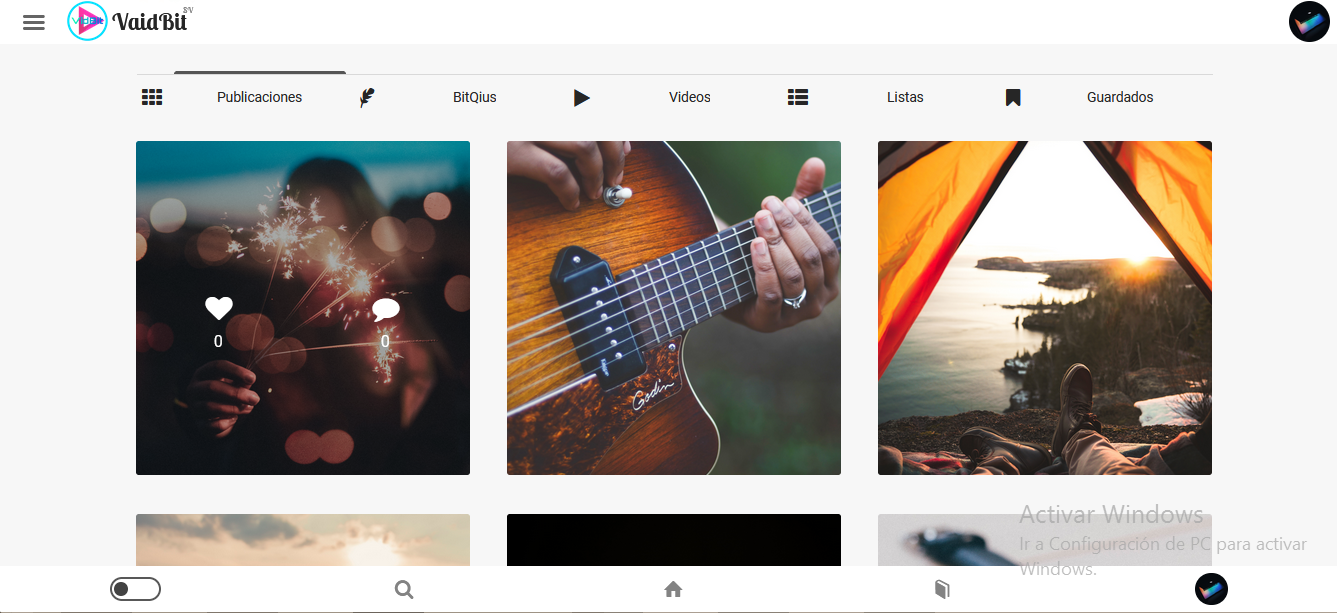 VidBit
VaidBit SV
Publicaciones
BitQius
Videos
Listas
Guardados
0
0
Godin
Activar Windows
Ir a Configuración de PC para activar
Windows.